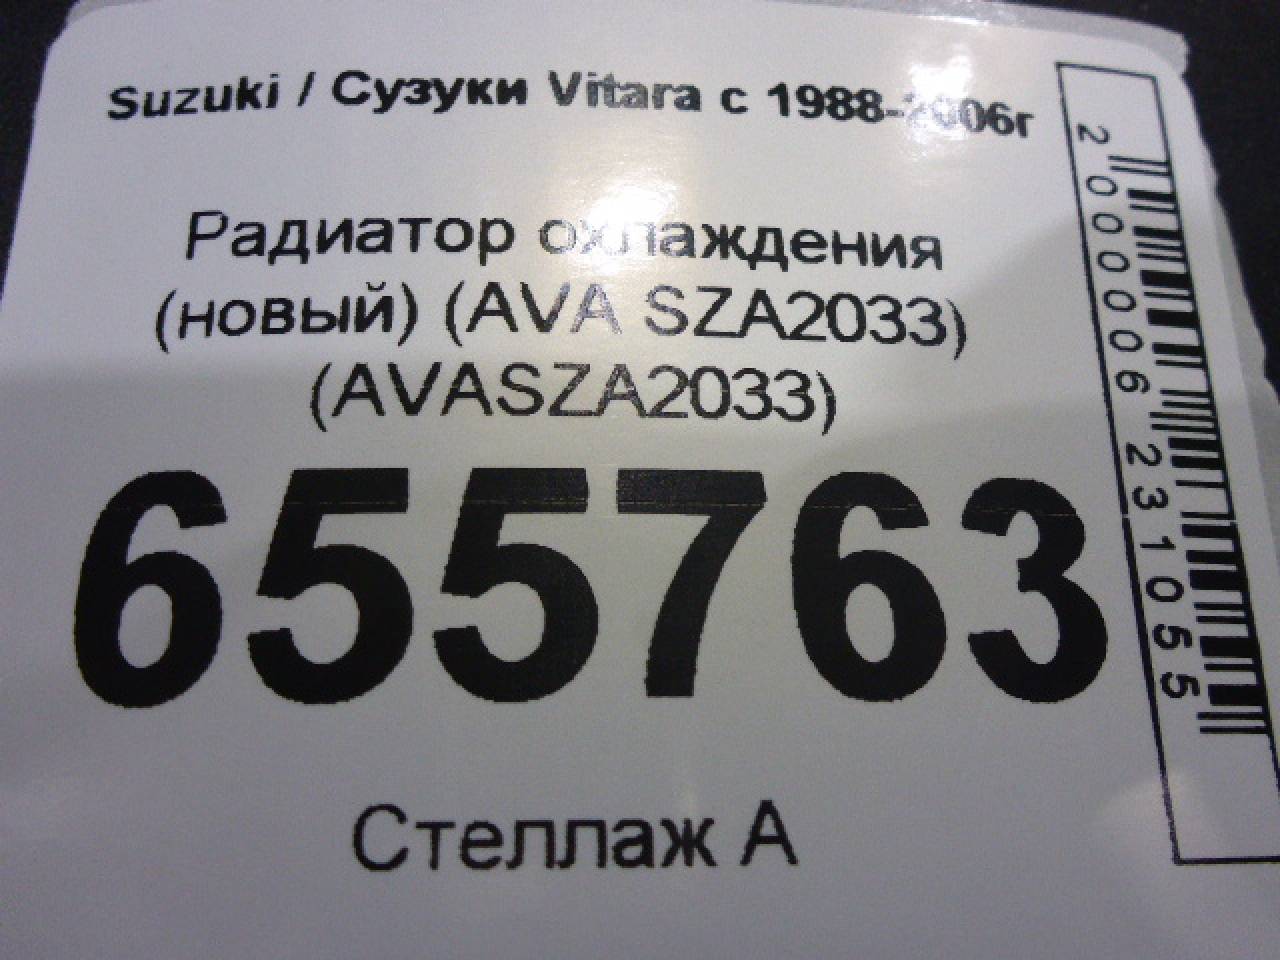 Suzuki / Сузуки Vitara с 1988-2006г
Радиатор охлаждения
(новый) (AVA SZA2033)
(AVASZA2033)
655763
Стеллаж А
2000006231055